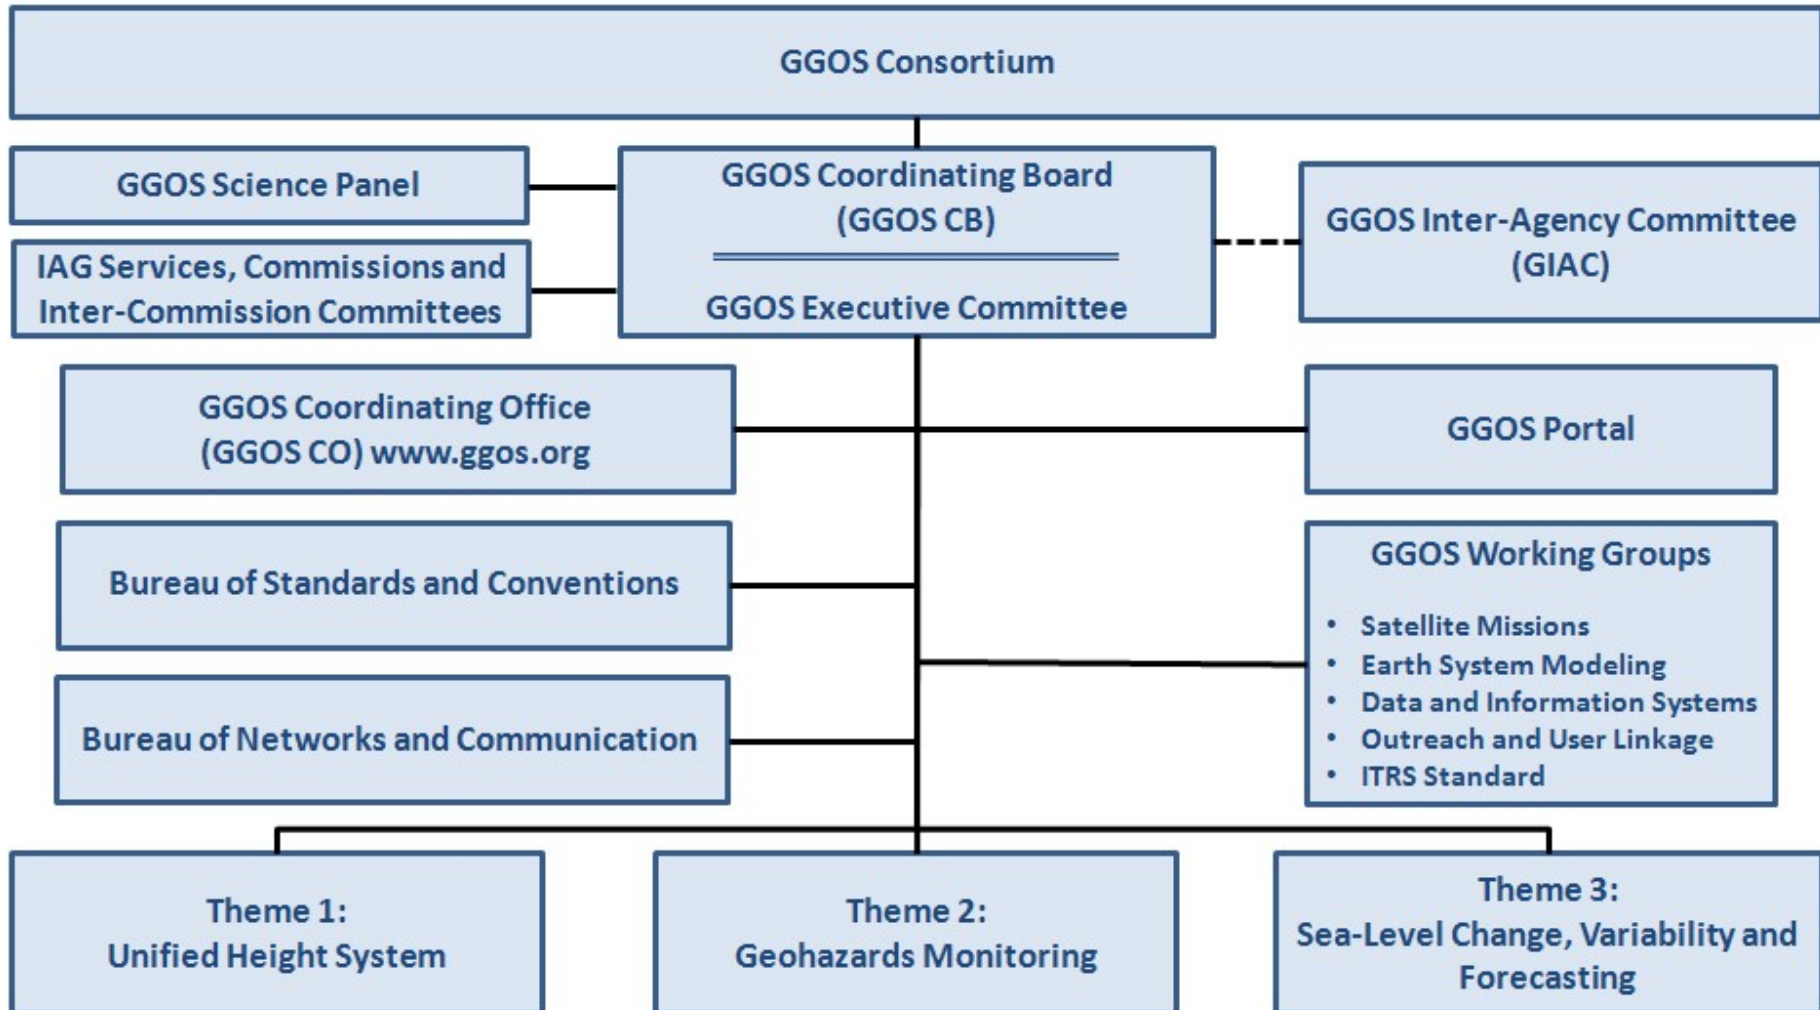 GGOS Consortium
GGOS Science Panel
IAG Services, Commissions and
Inter-Commission Committees
GGOS Coordinating Board
(GGOS CB)
GGOS Executive Committee
GGOS Inter-Agency Committee
(GIAC)
GGOS Coordinating Office
(GGOS CO) www.ggos.org
GGOS Portal
Bureau of Standards and Conventions
Bureau of Networks and Communication
GGOS Working Groups
• Satellite Missions
• Earth System Modeling
• Data and Information Systems
• Outreach and User Linkage
• ITRS Standard
Theme 1:
Unified Height System
Theme 2:
Geohazards Monitoring
Theme 3:
Sea-Level Change, Variability and
Forecasting